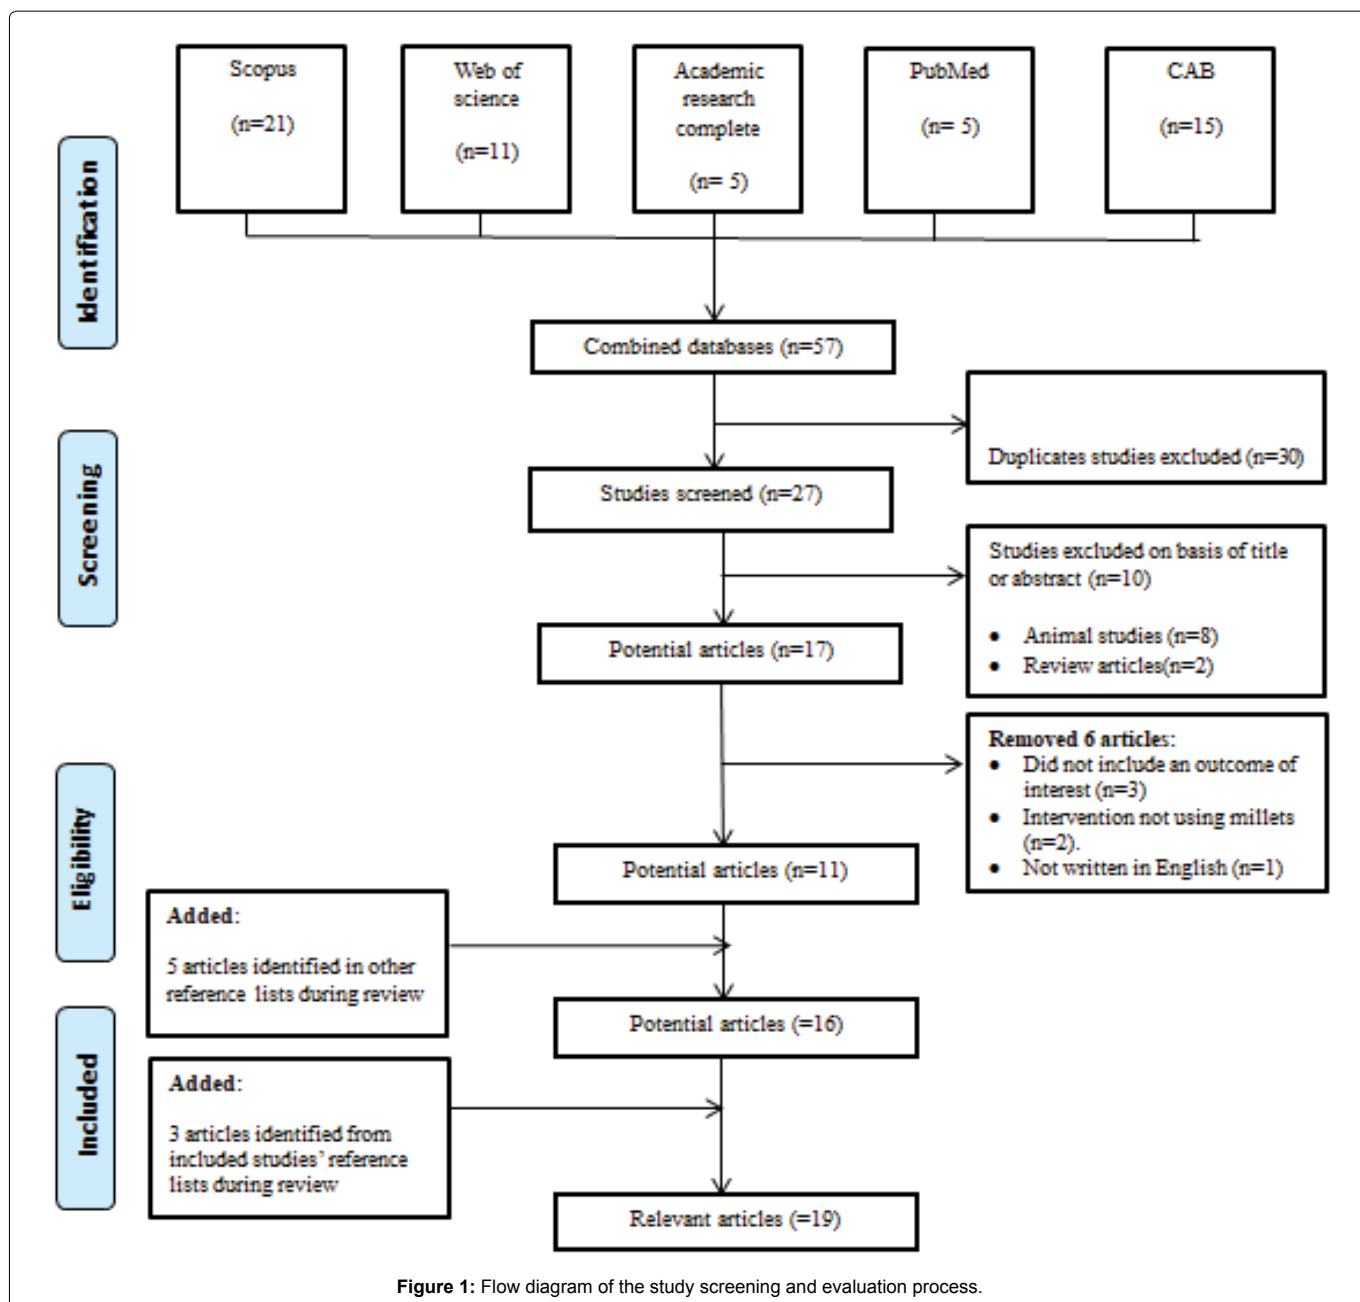 Scopus
(n=21)
Web of
science
(n=11)
Academic
research
complete
(n= 5)
PubMed
(n= 5)
CAB
(n=15)
Identification
Combined databases (n=57)
Duplicates studies excluded (n=30)
Screening
Studies screened (n=27)
Studies excluded on basis of title
or abstract (n=10)
• Animal studies (n=8)
• Review articles(n=2)
Potential articles (n=17)
Removed 6 articles:
• Did not include an outcome of
interest (n=3)
• Intervention not using millets
(n=2).
• Not written in English (n=1)
Eligibility
Potential articles (n=11)
Added:
5 articles identified in other
reference lists during review
Potential articles (=16)
Included
Added:
3 articles identified from
included studies’ reference
lists during review
Relevant articles (=19)
Figure 1: Flow diagram of the study screening and evaluation process.